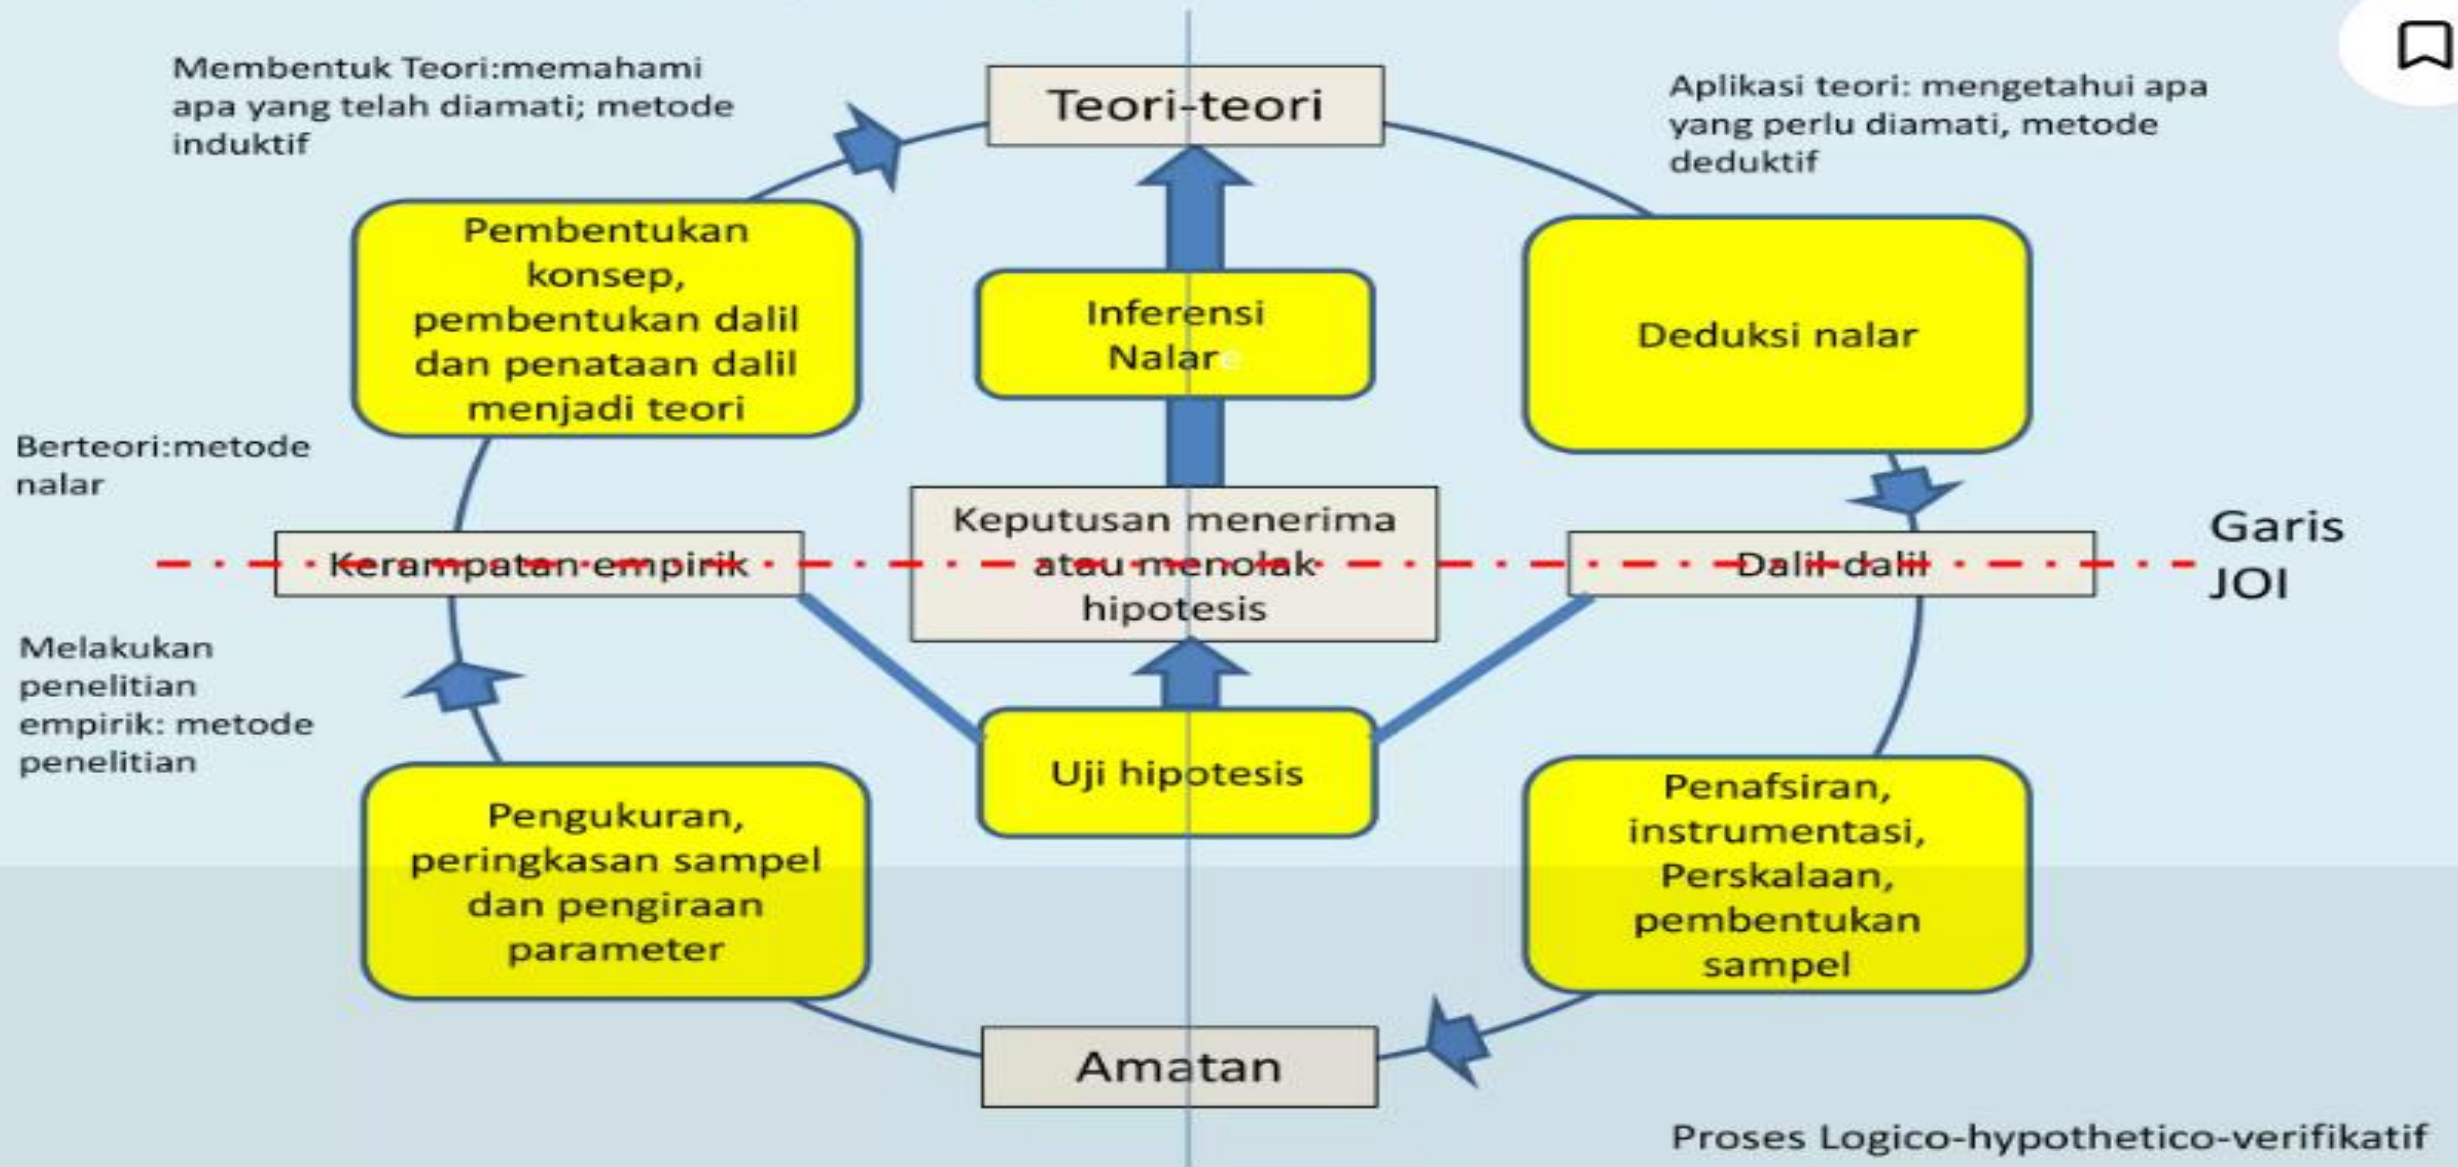 Membentuk Teori:memahami
apa yang telah diamati; metode
induktif
Teori-teori
Aplikasi teori: mengetahui apa
yang perlu diamati, metode
deduktif
Pembentukan
konsep,
pembentukan dalil
dan penataan dalil
menjadi teori
Inferensi
Nalare
Deduksi nalar
Berteori:metode
nalar
Kerampatan empirik
Keputusan menerima
atau menolak
hipotesis
Dalil-dalil
Garis
JOI
Melakukan
penelitian
empirik: metode
penelitian
Pengukuran,
peringkasan sampel
dan pengiraan
parameter
Uji hipotesis
Penafsiran,
instrumentasi,
Perskalaan,
pembentukan
sampel
Amatan
Proses Logico-hypothetico-verifikatif